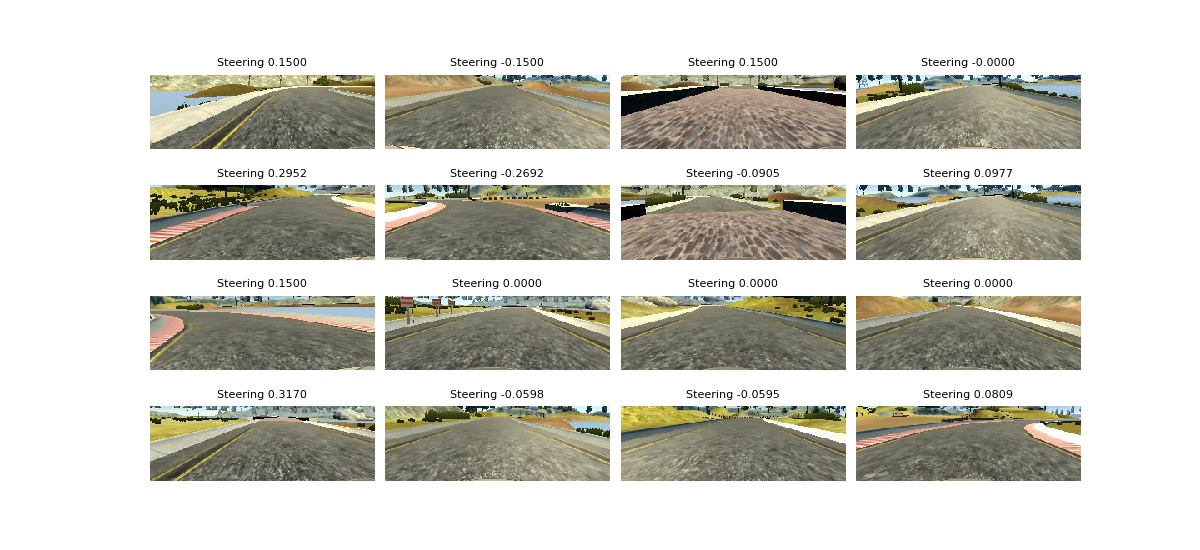 Steering 0.1500
Steering -0.1500
Steering 0.1500
Steering -0.0000
Steering 0.2952
Steering -0.2692
Steering -0.0905
Steering 0.0977
Steering 0.1500
Steering 0.0000
Steering 0.0000
Steering 0.0000
Steering 0.3170
Steering -0.0598
Steering -0.0595
Steering 0.0809